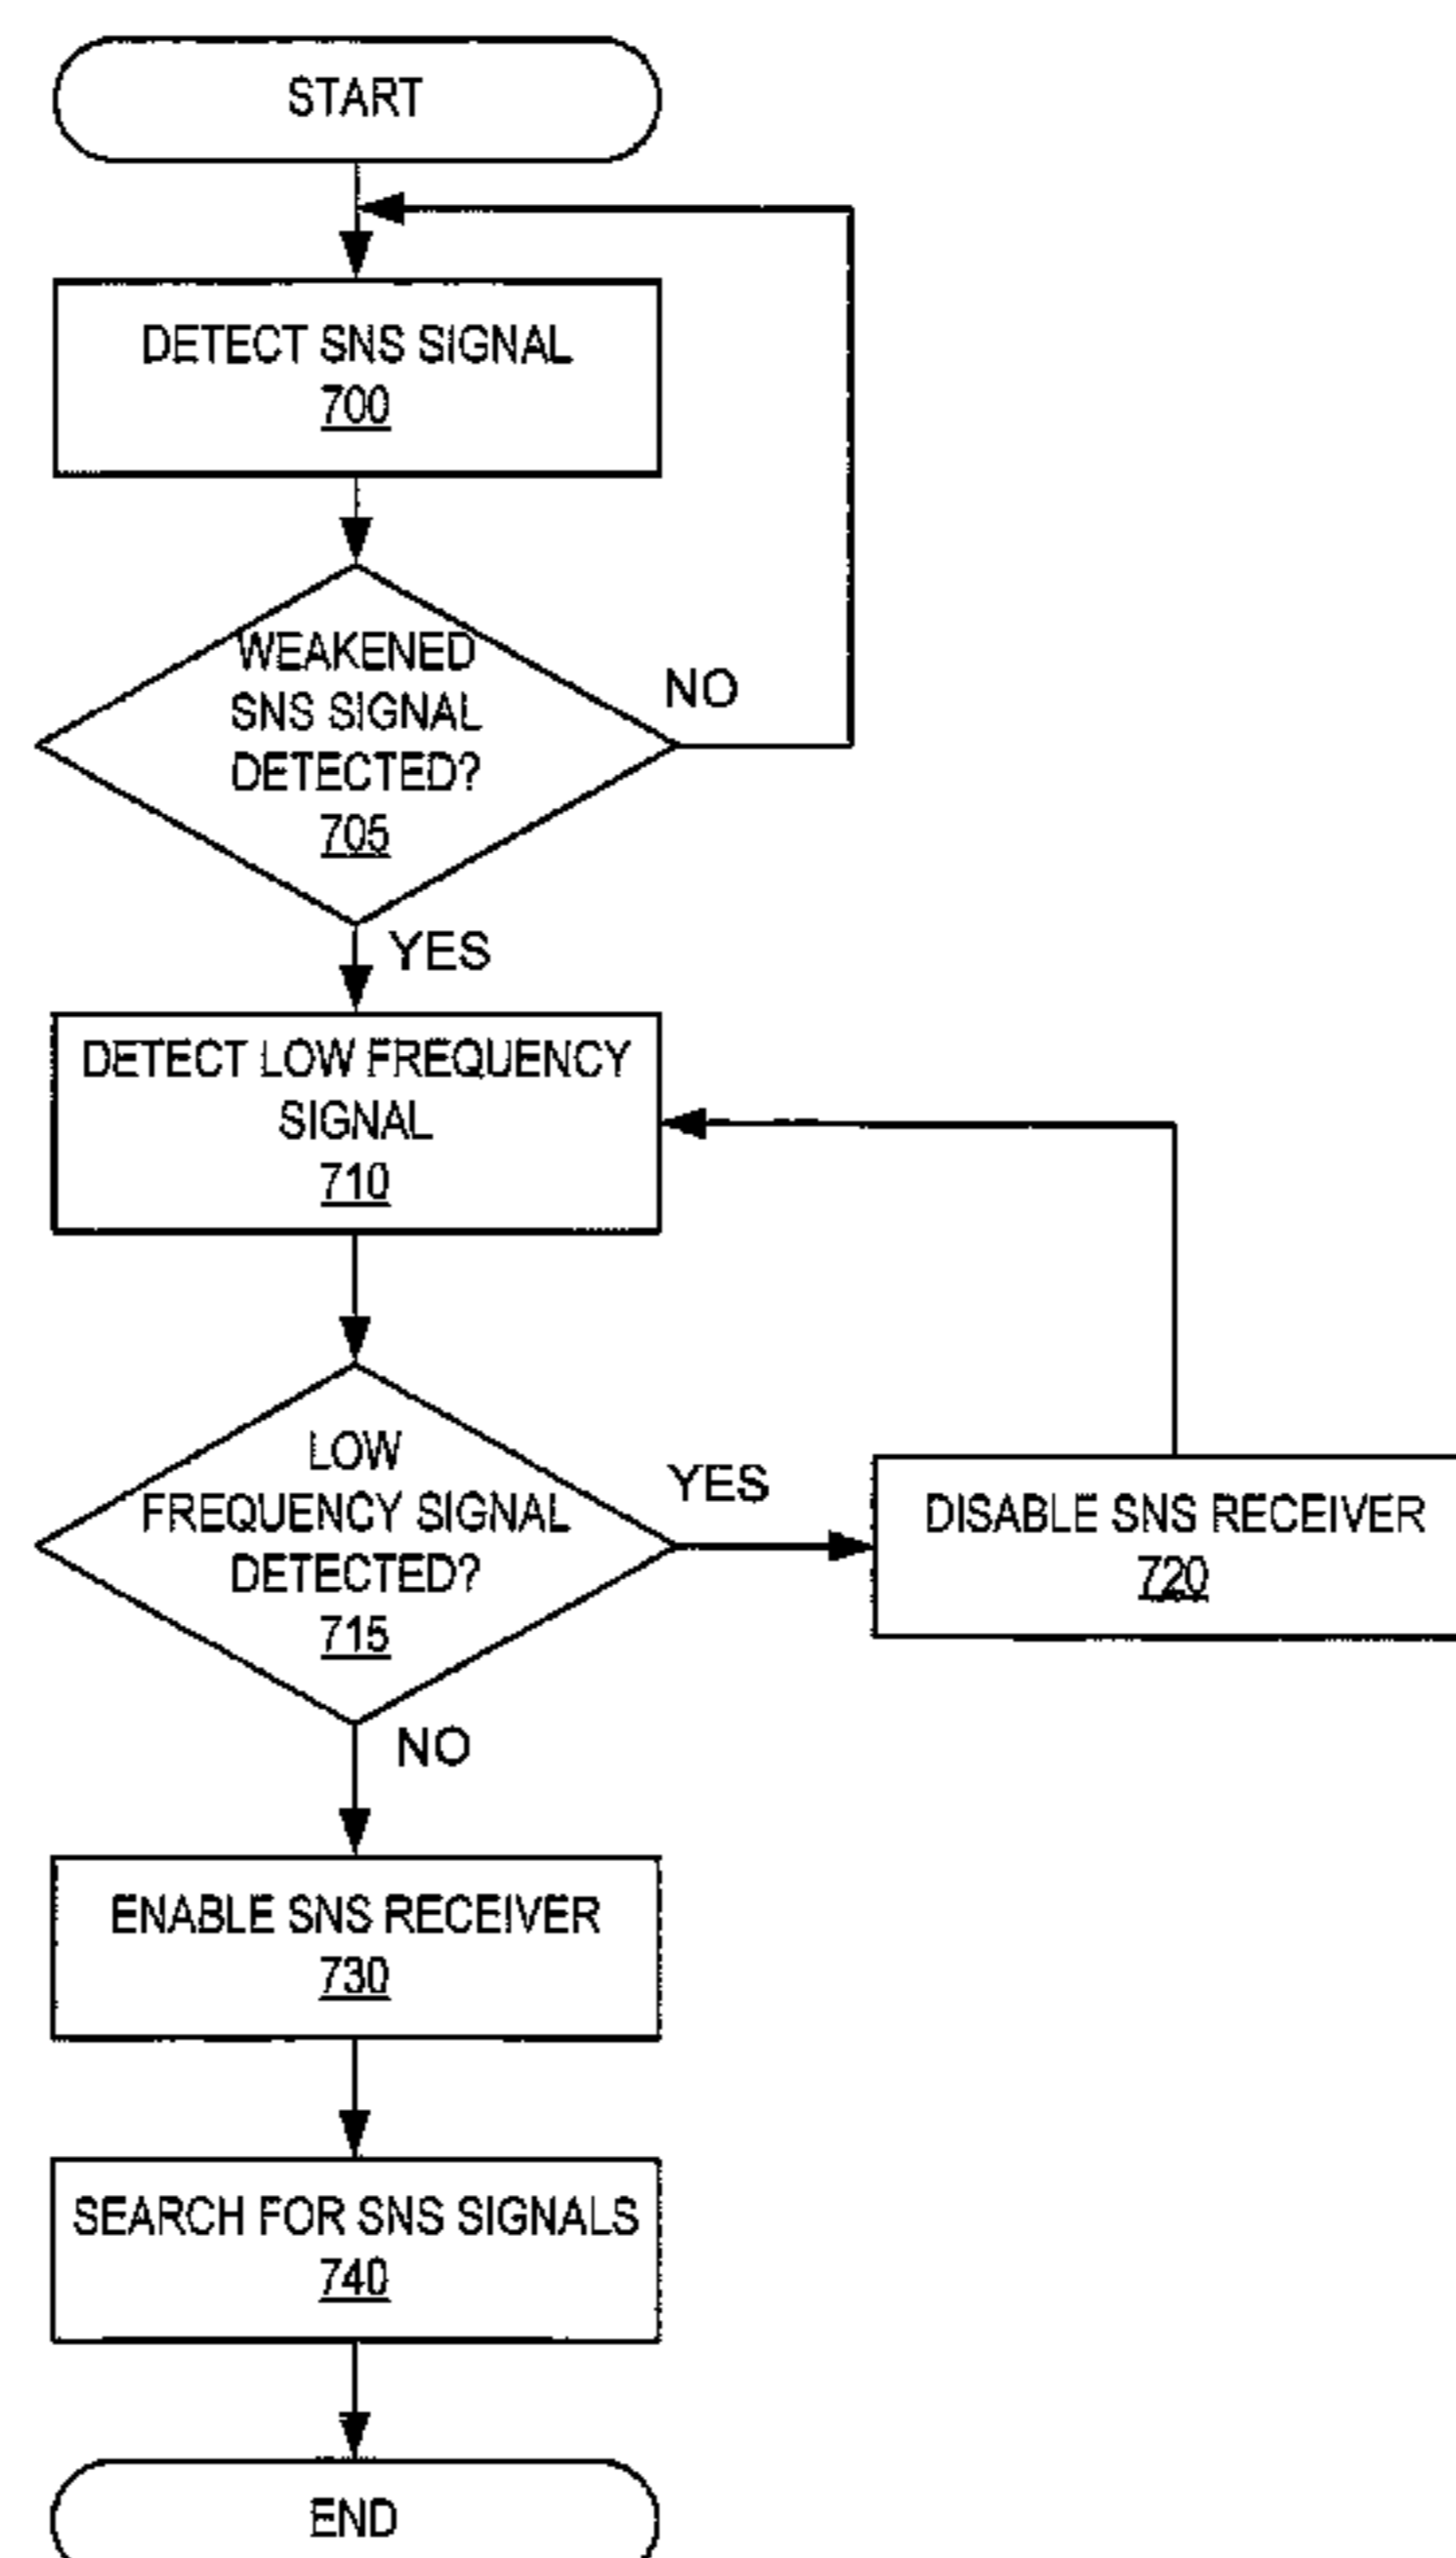 START
DETECT SNS SIGNAL
700
WEAKENED
SNS SIGNAL
DETECTED?
705
NO
YES
DETECT LOW FREQUENCY
SIGNAL
710
LOW
FREQUENCY SIGNAL
DETECTED?
715
YES
DISABLE SNS RECEIVER
720
NO
ENABLE SNS RECEIVER
730
SEARCH FOR SNS SIGNALS
740
END